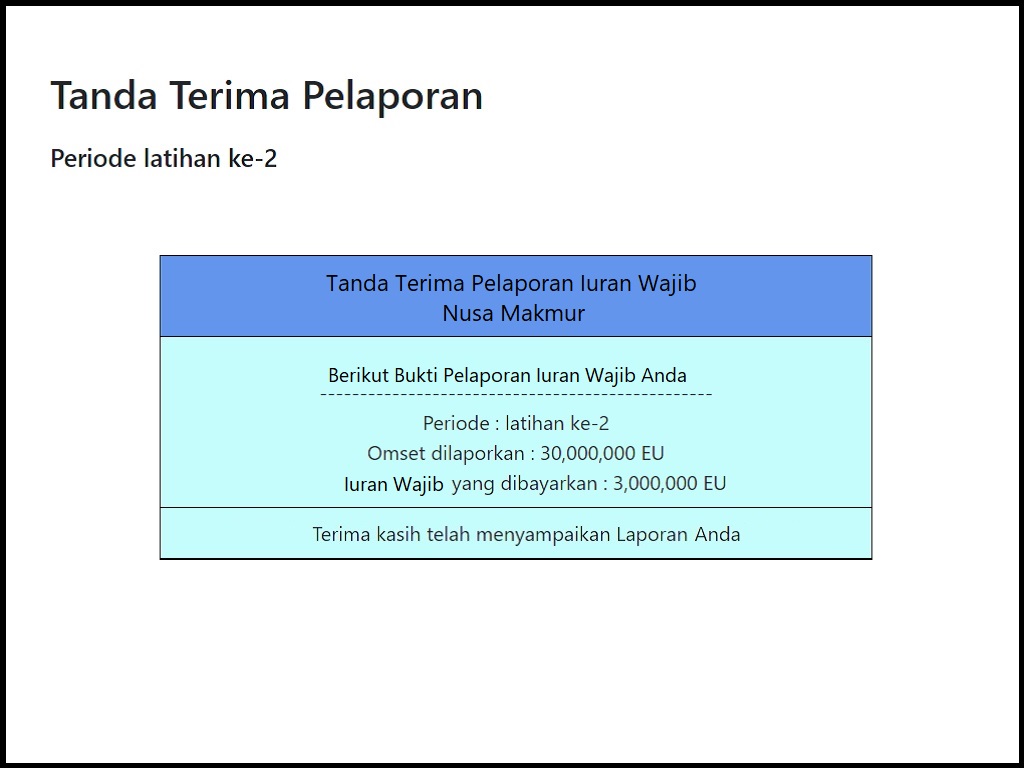 Tanda Terima Pelaporan
Periode latihan ke-2
Tanda Terima Pelaporan Iuran Wajib
Nusa Makmur
Berikut Bukti Pelaporan Iuran Wajib Anda
-------------------------------------------------
Periode : latihan ke-2
Omset dilaporkan : 30,000,000 EU
Iuran Wajib yang dibayarkan : 3,000,000 EU
Terima kasih telah menyampaikan Laporan Anda